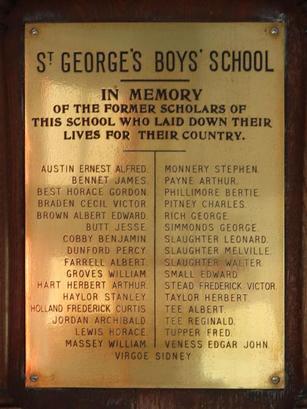 ST GEORGE'S BOYS' SCHOOL
IN MEMORY
OF THE FORMER SCHOLARS OF
THIS SCHOOL WHO LAID DOWN THEIR
LIVES FOR THEIR COUNTRY.
AUSTIN ERNEST ALFRED.
BENNET JAMES.
BEST HORACE GORDON.
BRADEN CECIL VICTOR
BROWN ALBERT EDWARD.
BUTT JESSE.
COBBY BENJAMIN
DUNFORD PERCY
FARRELL ALBERT.
GROVES WILLIAM
HART HERBERT ARTHUR.
HAYLOR STANLEY.
HOLLAND FREDERICK CURTIS
JORDAN ARCHIBALD
LEWIS HORACE.
MASSEY WILLIAM.
MONNERY STEPHEN.
PAYNE ARTHUR.
PHILLIMORE BERTIE.
PITNEY CHARLES.
RICH GEORGE.
SIMMONDS GEORGE.
SLAUGHTER LEONARD.
SLAUGHTER MELVILLE.
SLAUGHTER WALTER.
SMALL EDWARD
STEAD FREDERICK VICTOR.
TAYLOR HERBERT.
TEE ALBERT
TEE REGINALD.
TUPPER FRED.
VENESS EDGAR JOHN
VIRGOE SIDNEY